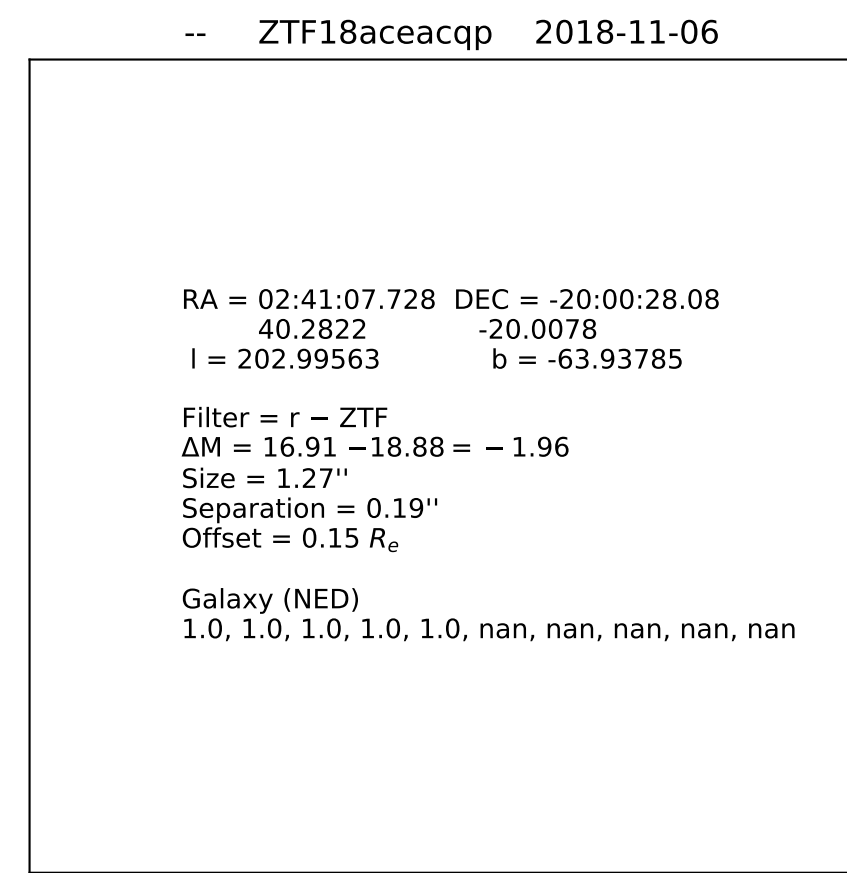 -- ZTF18aceacqp 2018-11-06
RA = 02:41:07.728 DEC = -20:00:28.08
40.2822 -20.0078
l = 202.99563 b = -63.93785
Filter = r − ZTF
ΔM = 16.91 −18.88 = − 1.96
Size = 1.27''
Separation = 0.19''
Offset = 0.15 Re
Galaxy (NED)
1.0, 1.0, 1.0, 1.0, 1.0, nan, nan, nan, nan, nan